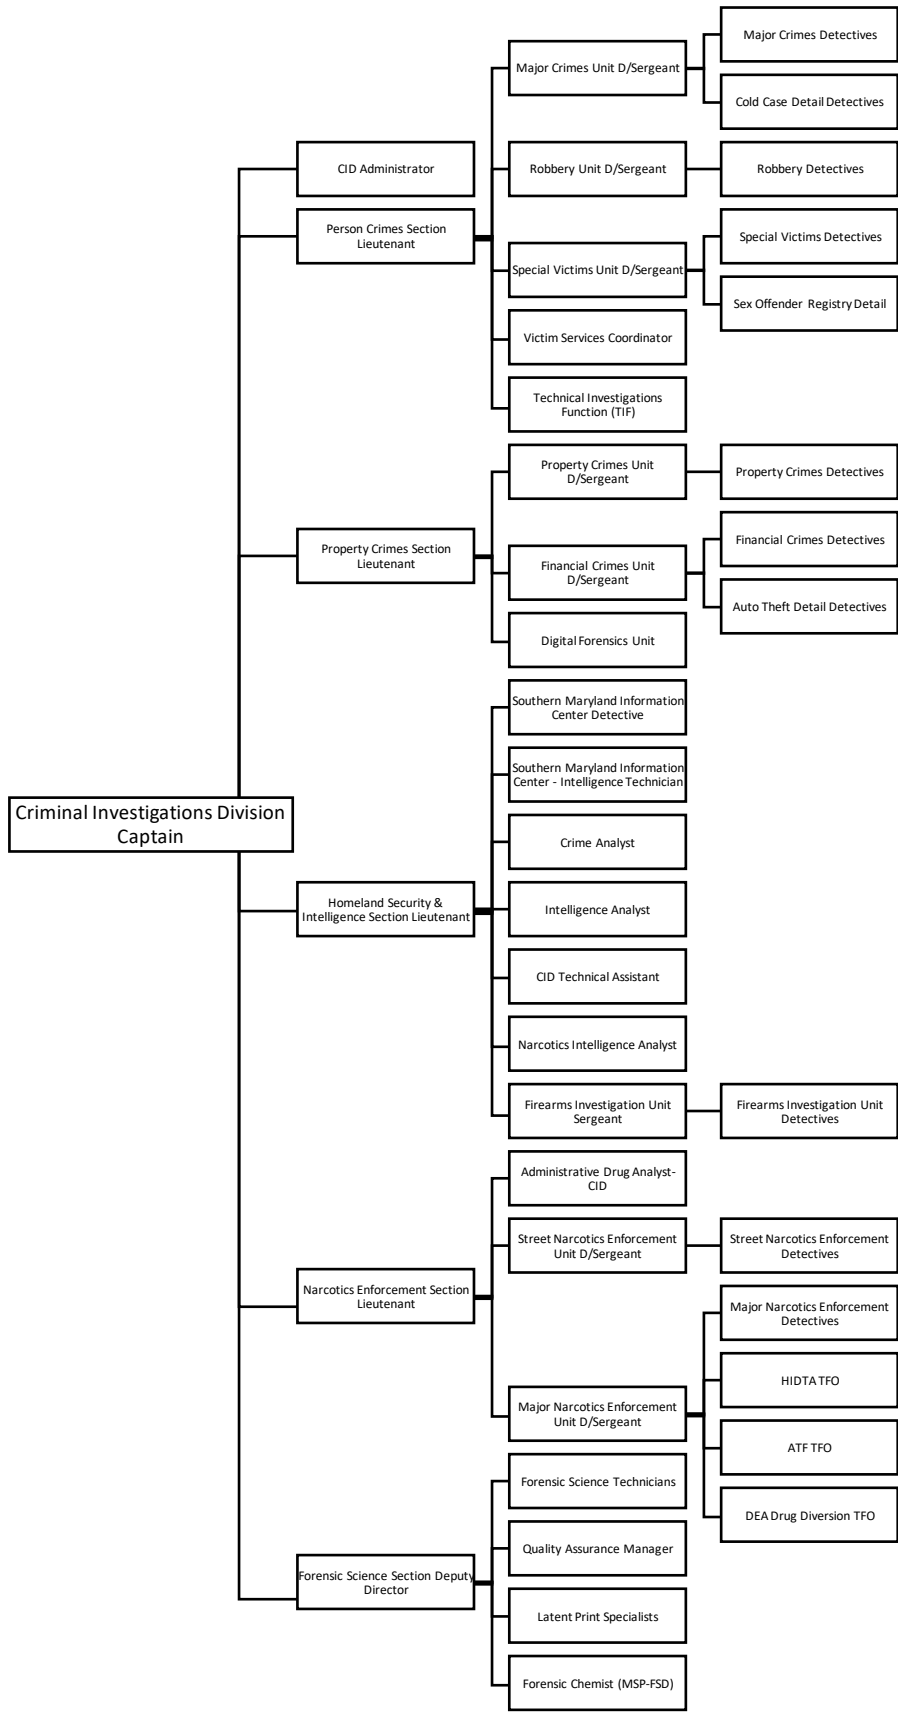 Criminal Investigations Division
Captain
CID Administrator
Person Crimes Section
Lieutenant
Major Crimes Unit D/Sergeant
Major Crimes Detectives
Cold Case Detail Detectives
Robbery Unit D/Sergeant
Robbery Detectives
Special Victims Unit D/Sergeant
Special Victims Detectives
Sex Offender Registry Detail
Victim Services Coordinator
Technical Investigations
Function (TIF)
Property Crimes Section
Lieutenant
Property Crimes Unit
D/Sergeant
Property Crimes Detectives
Financial Crimes Unit
D/Sergeant
Financial Crimes Detectives
Auto Theft Detail Detectives
Digital Forensics Unit
Homeland Security &
Intelligence Section Lieutenant
Southern Maryland Information
Center Detective
Southern Maryland Information
Center - Intelligence Technician
Crime Analyst
Intelligence Analyst
CID Technical Assistant
Narcotics Intelligence Analyst
Firearms Investigation Unit
Sergeant
Firearms Investigation Unit
Detectives
Narcotics Enforcement Section
Lieutenant
Administrative Drug Analyst-
CID
Street Narcotics Enforcement
Unit D/Sergeant
Street Narcotics Enforcement
Detectives
Major Narcotics Enforcement
Unit D/Sergeant
Major Narcotics Enforcement
Detectives
HIDTA TFO
ATF TFO
DEA Drug Diversion TFO
Forensic Science Section Deputy
Director
Forensic Science Technicians
Quality Assurance Manager
Latent Print Specialists
Forensic Chemist (MSP-FSD)